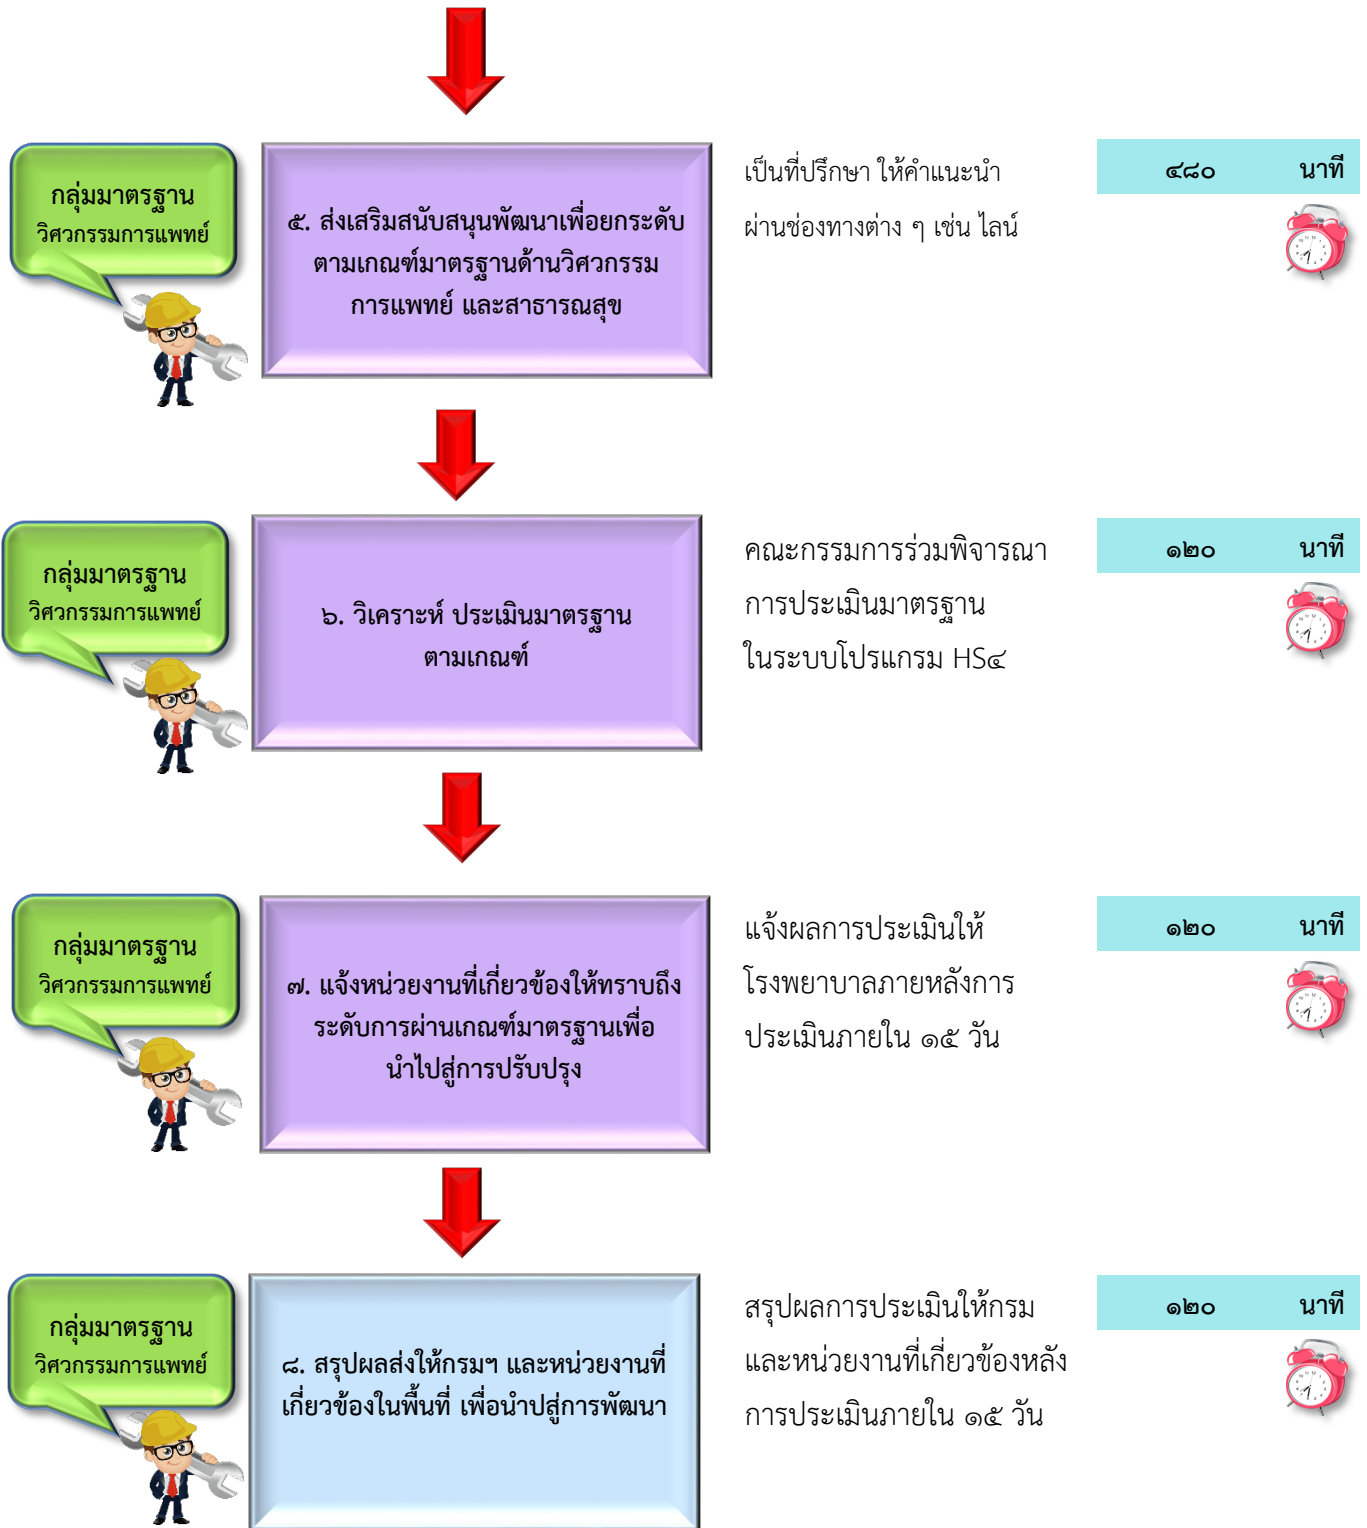 กลุ่มมาตรฐาน
วิศวกรรมการแพทย์
๕. ส่งเสริมสนับสนุนพัฒนาเพื่อยกระดับ
ตามเกณฑ์มาตรฐานด้านวิศวกรรม
การแพทย์ และสาธารณสุข
เป็นที่ปรึกษา ให้คำแนะนำ
ผ่านช่องทางต่าง ๆ เช่น ไลน์
๔๘๐ นาที
กลุ่มมาตรฐาน
วิศวกรรมการแพทย์
๖. วิเคราะห์ ประเมินมาตรฐาน
ตามเกณฑ์
คณะกรรมการร่วมพิจารณา
การประเมินมาตรฐาน
ในระบบโปรแกรม HS๔
๑๒๐ นาที
กลุ่มมาตรฐาน
วิศวกรรมการแพทย์
๗. แจ้งหน่วยงานที่เกี่ยวข้องให้ทราบถึง
ระดับการผ่านเกณฑ์มาตรฐานเพื่อ
นำไปสู่การปรับปรุง
แจ้งผลการประเมินให้
โรงพยาบาลภายหลังการ
ประเมินภายใน ๑๕ วัน
๑๒๐ นาที
กลุ่มมาตรฐาน
วิศวกรรมการแพทย์
๘. สรุปผลส่งให้กรมฯ และหน่วยงานที่
เกี่ยวข้องในพื้นที่ เพื่อนำปสู่การพัฒนา
สรุปผลการประเมินให้กรม
และหน่วยงานที่เกี่ยวข้องหลัง
การประเมินภายใน ๑๕ วัน
๑๒๐ นาที